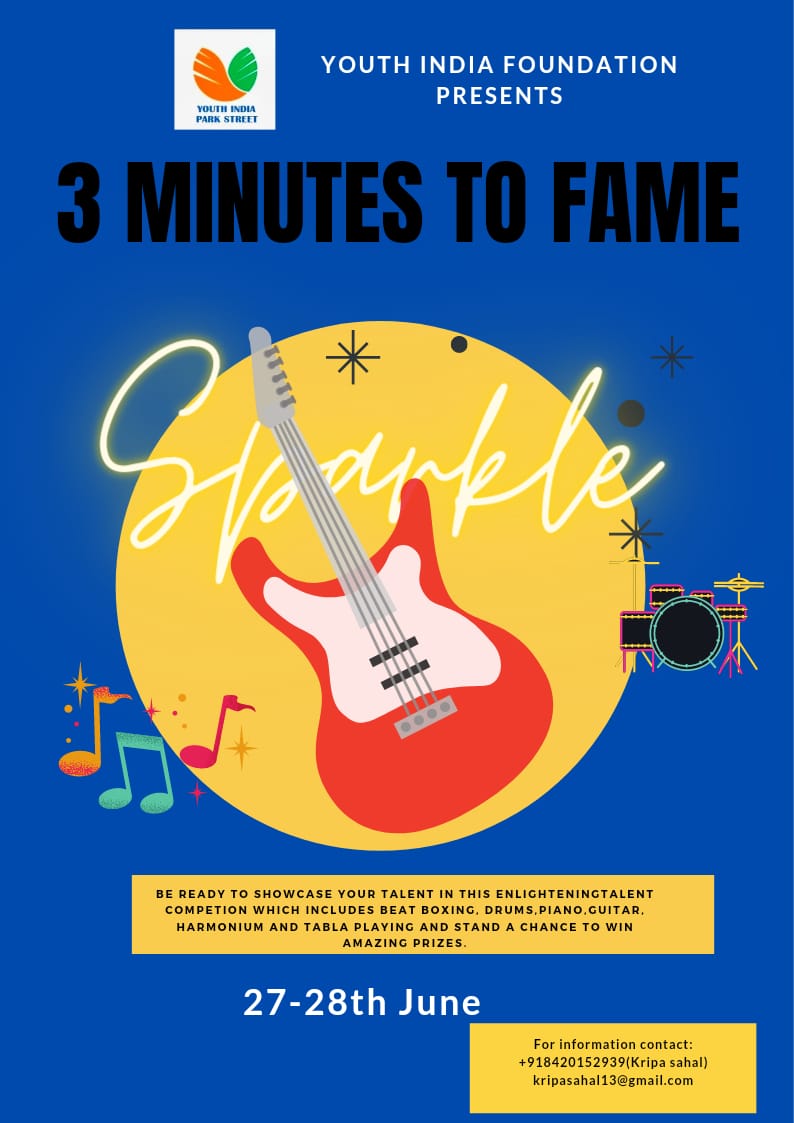 YOUTH INDIA
PARK STREET
YOUTH INDIA FOUNDATION
PRESENTS
3 MINUTES TO FAME
Sparkle
BE READY TO SHOWCASE YOUR TALENT IN THIS ENLIGHTENINGTALENT
COMPETION WHICH INCLUDES BEAT BOXING, DRUMS,PIANO,GUITAR,
HARMONIUM AND TABLA PLAYING AND STAND A CHANCE TO WIN
AMAZING PRIZES.
27-28th June
For information contact:
+918420152939(Kripa sahal)
kripasahal13@gmail.com